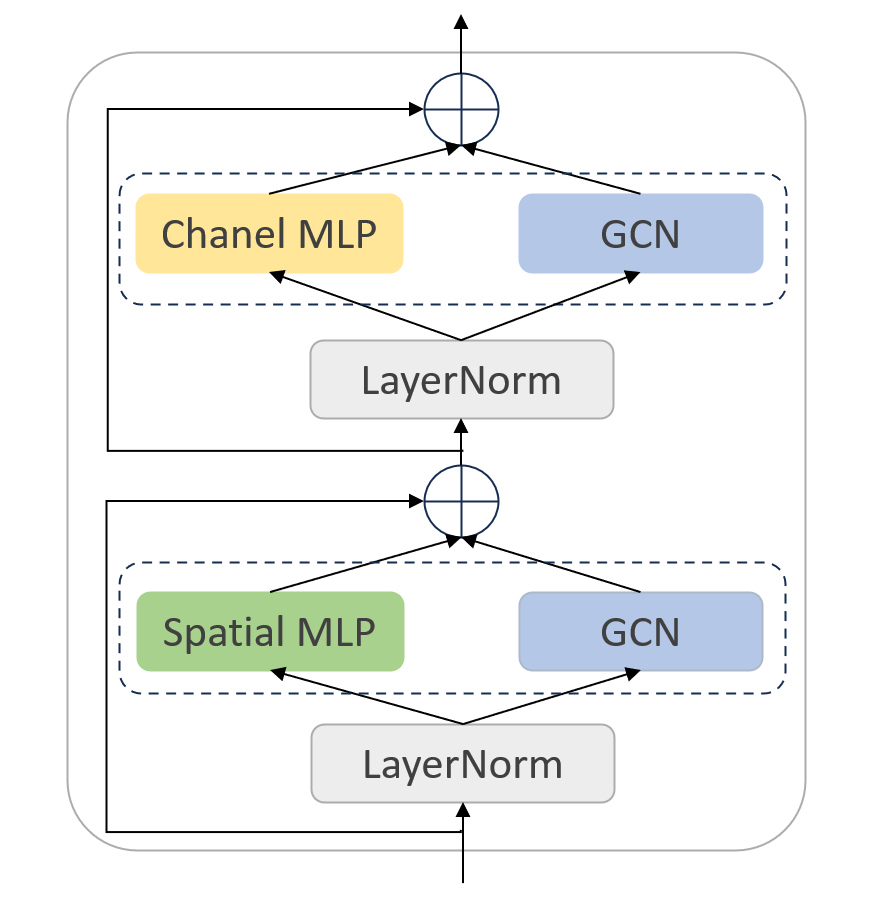 Chanel MLP
GCN
LayerNorm
Spatial MLP
GCN
LayerNorm